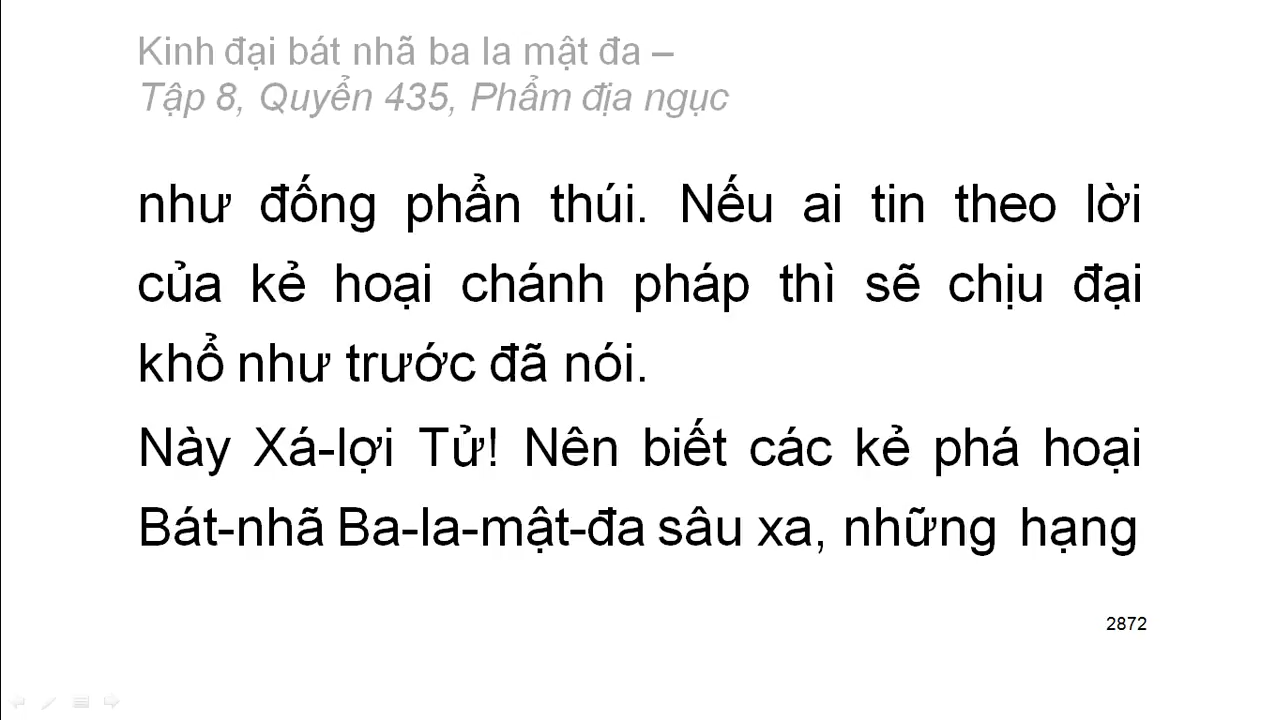 Kinh đại bát nhã ba la mật đa –
Tập 8, Quyển 435, Phẩm địa ngục
như đống phẩn thúi. Nếu ai tin theo lời
của kẻ hoại chánh pháp thì sẽ chịu đại
khổ như trước đã nói.
Này Xá-lợi Tử! Nên biết các kẻ phá hoại
Bát-nhã Ba-la-mật-đa sâu xa, những hạng
2872